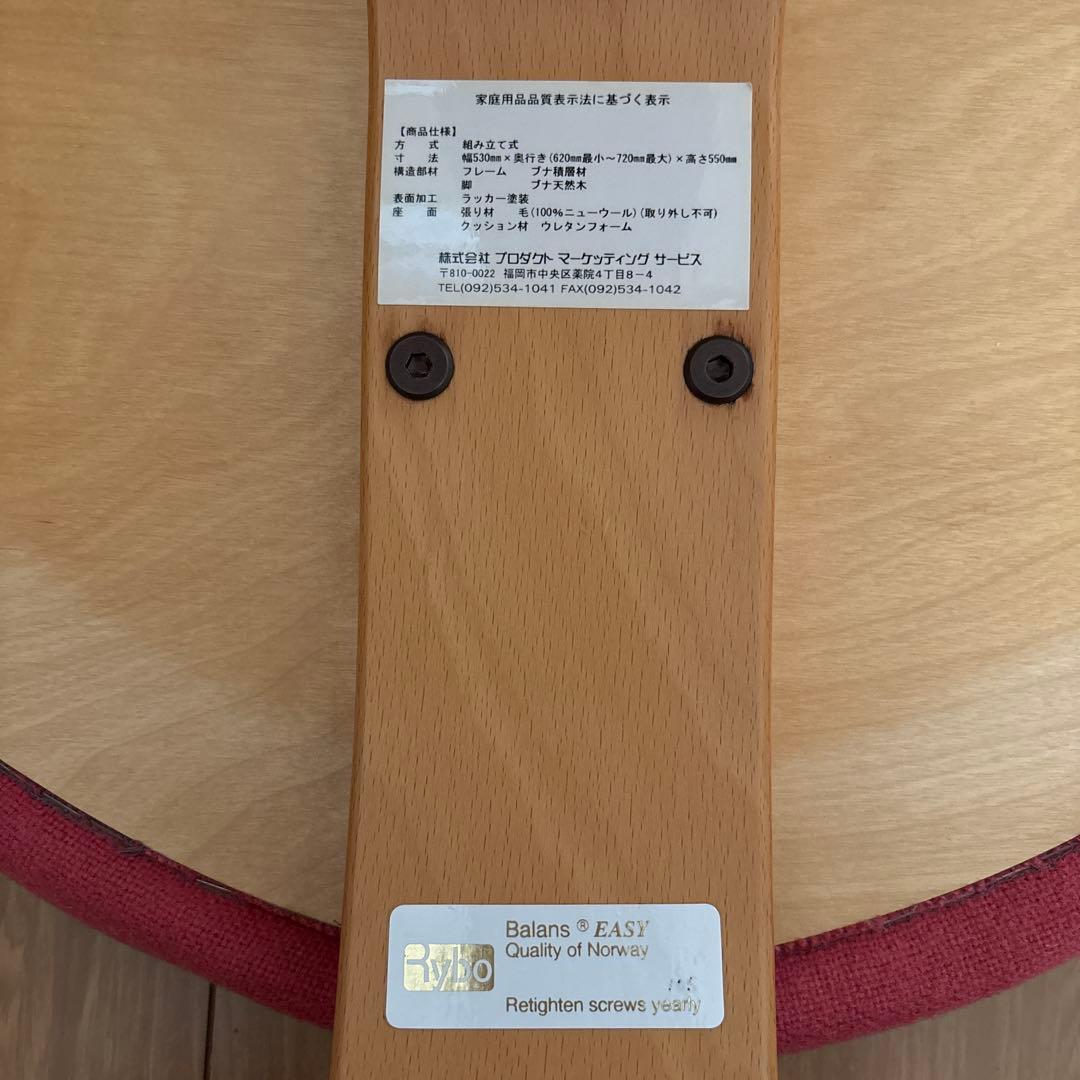 家庭用品品質表示法に基づく表示
【商品仕様】
方　式　組み立て式
寸　法　幅530mm×奥行き(620mm最小～720mm最大)×高さ550mm
構造部材　フレーム　ブナ積層材
脚　ブナ天然木
表面加工　ラッカー塗装
座　面　張り材　毛(100%ニューウール)(取り外し不可)
クッション材　ウレタンフォーム
株式会社 プロダクト マーケッティング サービス
〒810-0022 福岡市中央区薬院4丁目8-4
TEL(092)534-1041 FAX(092)534-1042
Balans ® EASY
Quality of Norway
Rybo
Retighten screws yearly